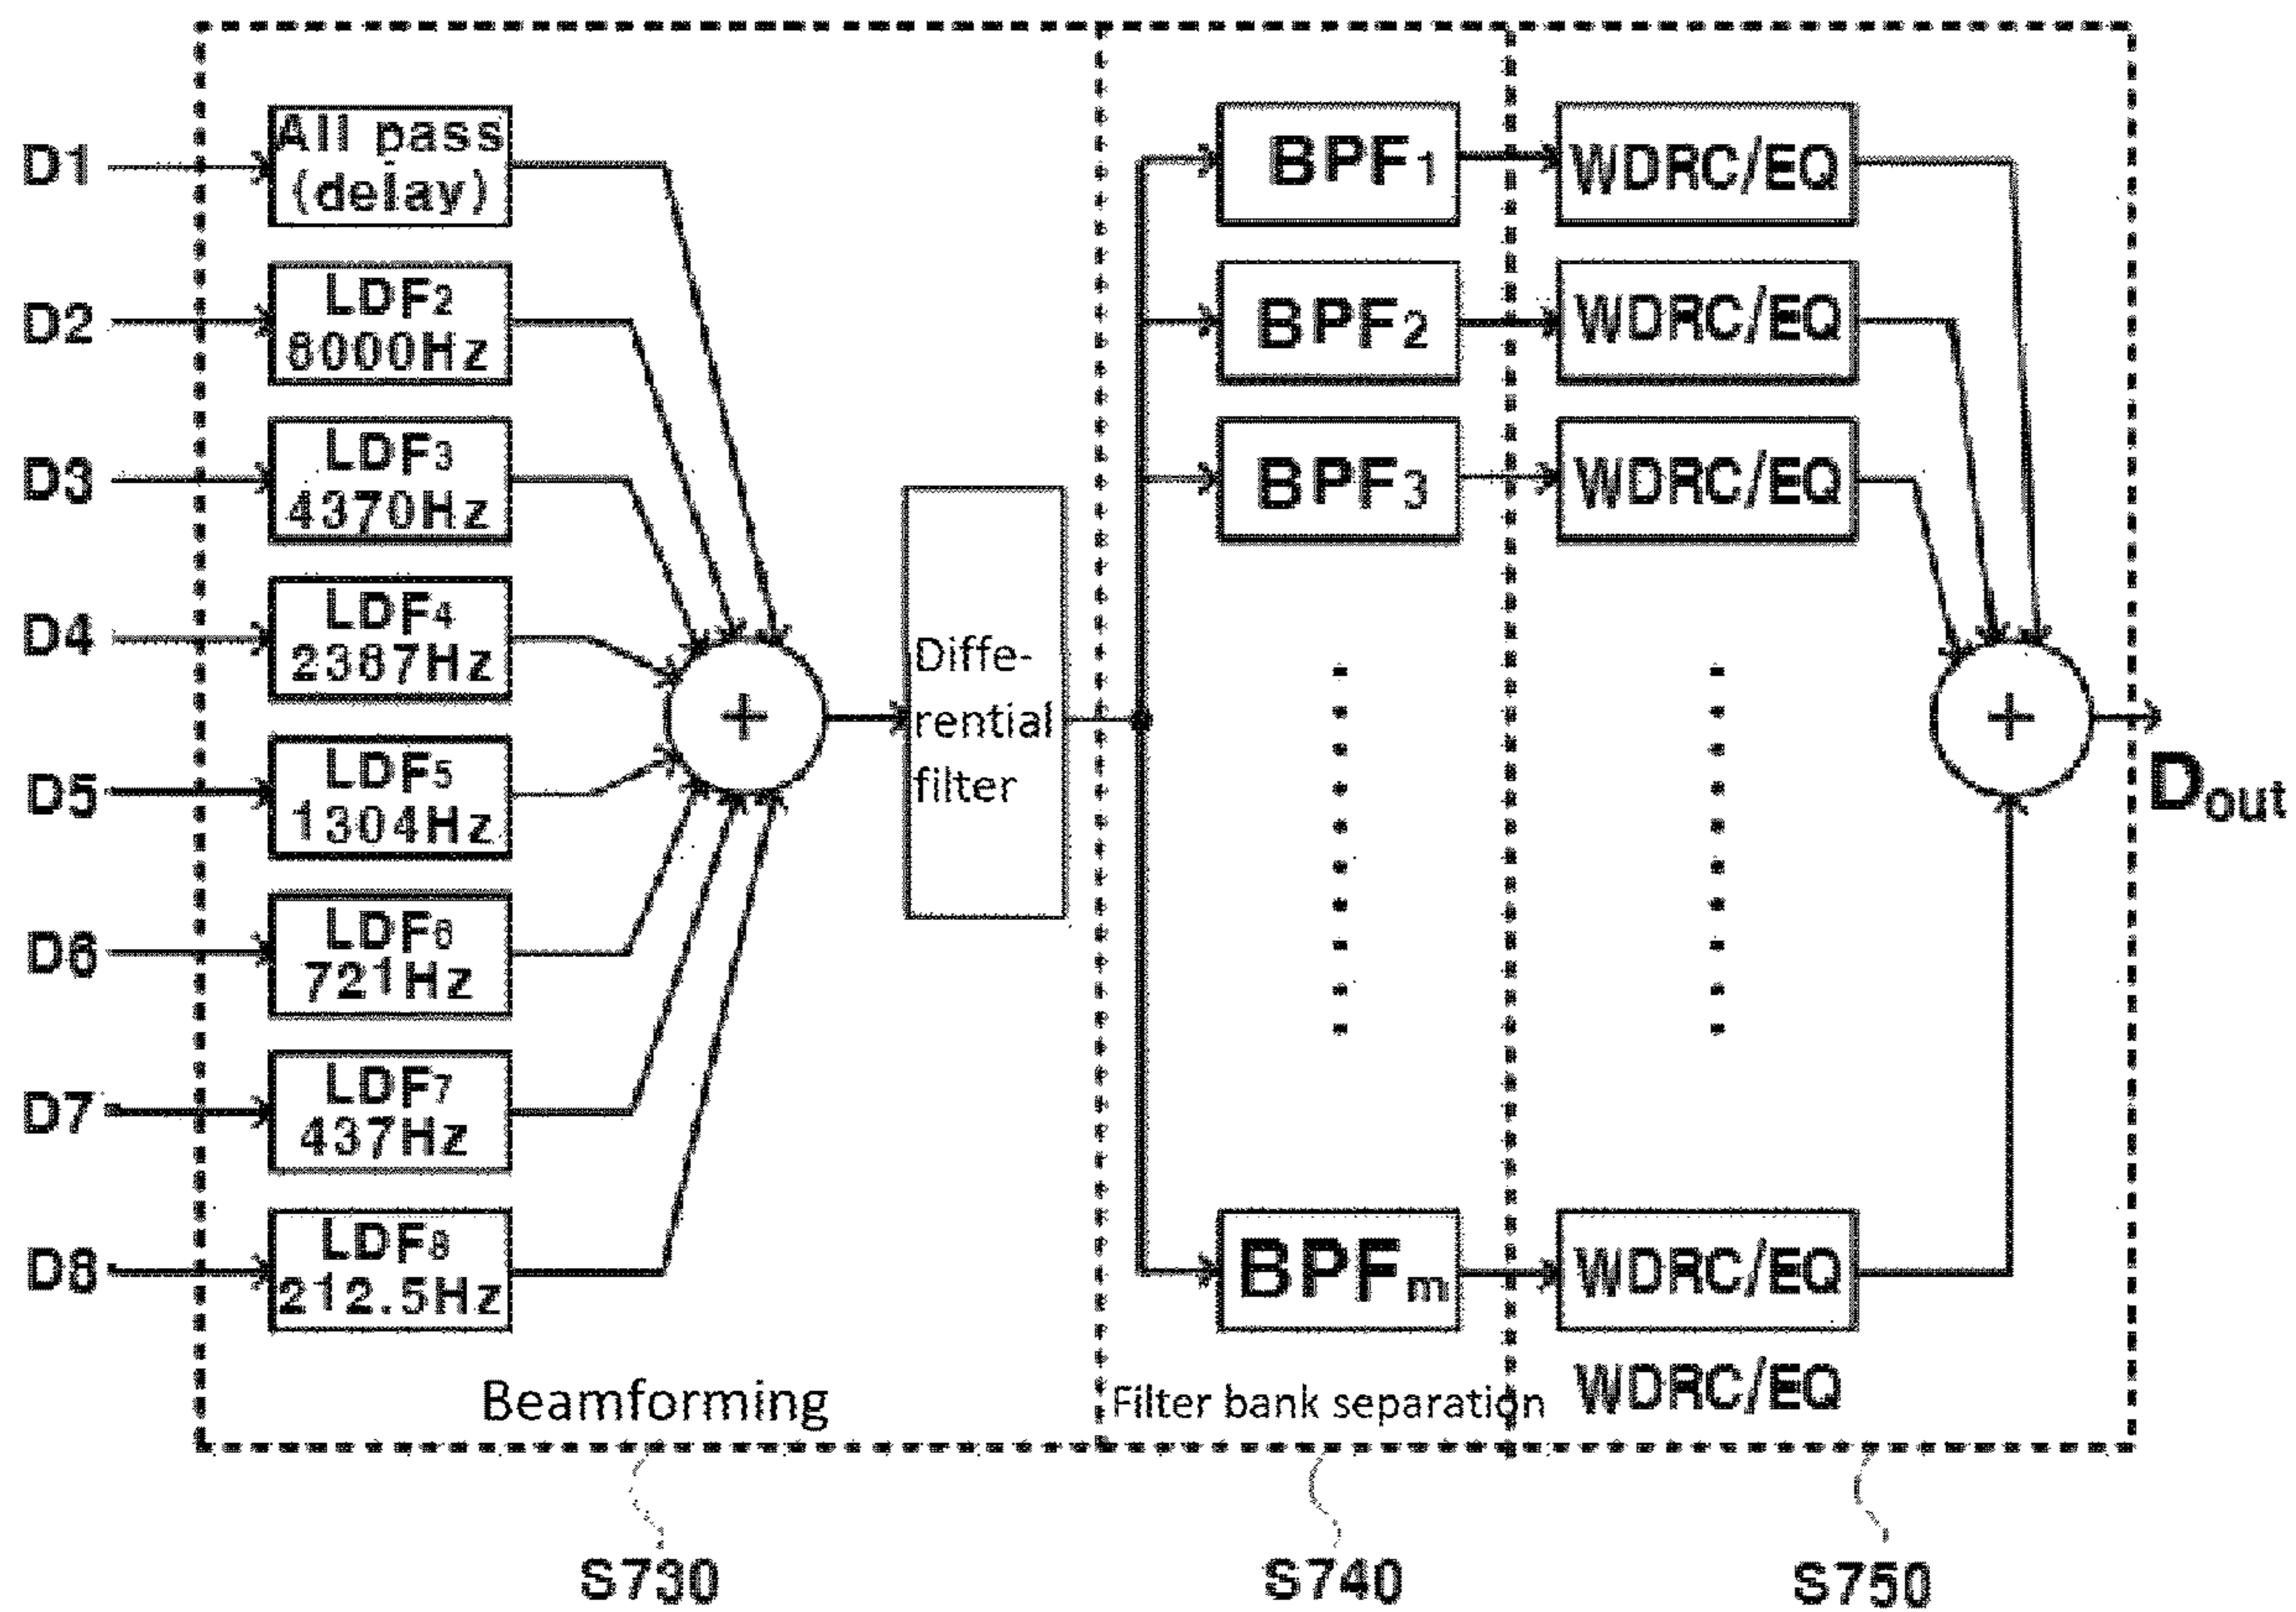 D1
D2
D3
D4
D5
D6
D7
D8
All pass
(delay)
LDF2
8000Hz
LDF3
4370Hz
LDF4
2387Hz
LDF5
1304Hz
LDF6
721Hz
LDF7
437Hz
LDF8
212.5Hz
+
Diffe-
rential
filter
BPF1
BPF2
BPF3
BPFm
WDRC/EQ
WDRC/EQ
WDRC/EQ
WDRC/EQ
+
Dout
Beamforming
Filter bank separation
WDRC/EQ
S730
S740
S750